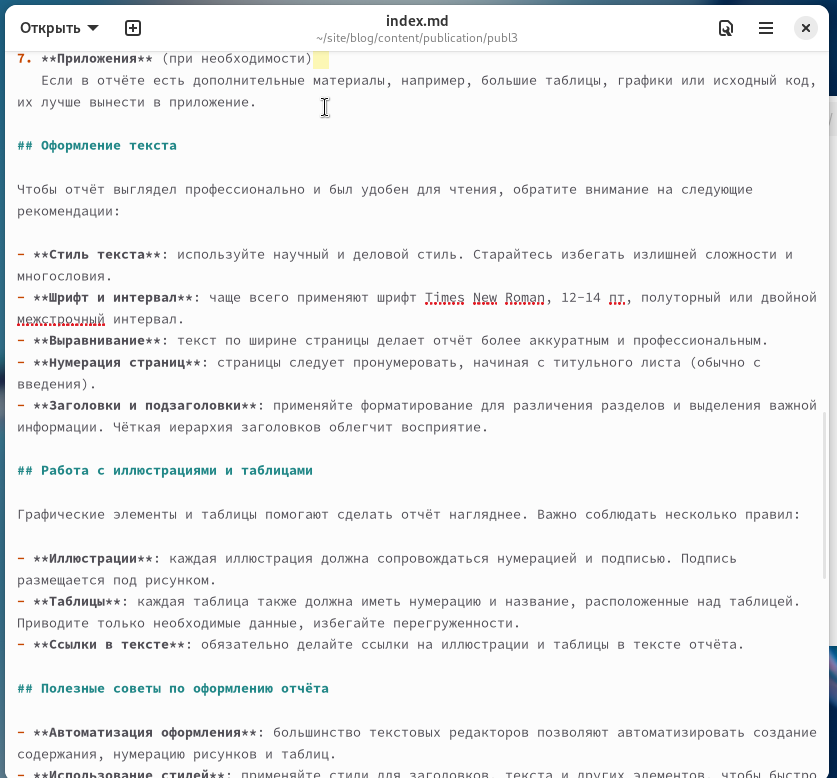 Открыть
index.md
~/site/blog/content/publication/publ3
7. **Приложения** (при необходимости)
Если в отчёте есть дополнительные материалы, например, большие таблицы, графики или исходный код,
их лучше вынести в приложение.
## Оформление текста
Чтобы отчёт выглядел профессионально и был удобен для чтения, обратите внимание на следующие
рекомендации:
- **Стиль текста**: используйте научный и деловой стиль. Старайтесь избегать излишней сложности и
многословия.
- **Шрифт и интервал**: чаще всего применяют шрифт Times New Roman, 12-14 пт, полуторный или двойной
межстрочный интервал.
- **Выравнивание**: текст по ширине страницы делает отчёт более аккуратным и профессиональным.
- **Нумерация страниц**: страницы следует пронумеровать, начиная с титульного листа (обычно с
введения).
- **Заголовки и подзаголовки**: применяйте форматирование для различения разделов и выделения важной
информации. Чёткая иерархия заголовков облегчит восприятие.
## Работа с иллюстрациями и таблицами
Графические элементы и таблицы помогают сделать отчёт нагляднее. Важно соблюдать несколько правил:
- **Иллюстрации**: каждая иллюстрация должна сопровождаться нумерацией и подписью. Подпись
размещается под рисунком.
- **Таблицы**: каждая таблица также должна иметь нумерацию и название, расположенные над таблицей.
Приводите только необходимые данные, избегайте перегруженности.
- **Ссылки в тексте**: обязательно делайте ссылки на иллюстрации и таблицы в тексте отчёта.
## Полезные советы по оформлению отчёта
- **Автоматизация оформления**: большинство текстовых редакторов позволяют автоматизировать создание
содержания, нумерацию рисунков и таблиц.
- **Использование стилей**: применяйте стили для заголовков, текста и других элементов, чтобы быстро